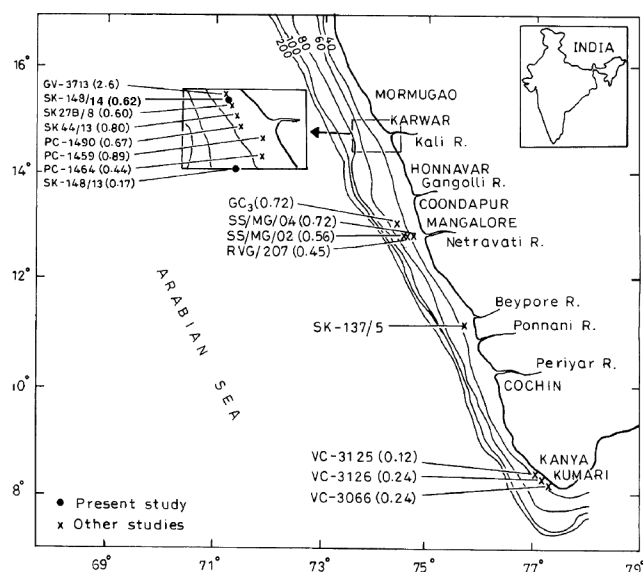 16°
14°
12°
10°
8°
69°
71°
73°
75°
77°
79°
200
100
80
60
40
INDIA
GV-3713 (2.6)
SK-148/14 (0.62)
SK27B/8 (0.60)
SK44/13 (0.80)
PC-1490 (0.67)
PC-1459 (0.89)
PC-1464 (0.44)
SK-148/13 (0.17)
MORMUGAO
KARWAR
Kali R.
HONNAVAR
Gangolli R.
COONDAPUR
MANGALORE
Netravati R.
GC3 (0.72)
SS/MG/04 (0.72)
SS/MG/02 (0.56)
RVG/207 (0.45)
Beypore R.
SK-137/5
Ponnani R.
Periyar R.
COCHIN
ARABIAN SEA
VC-3125 (0.12)
VC-3126 (0.24)
VC-3066 (0.24)
KANYA
KUMARI
● Present study
x Other studies